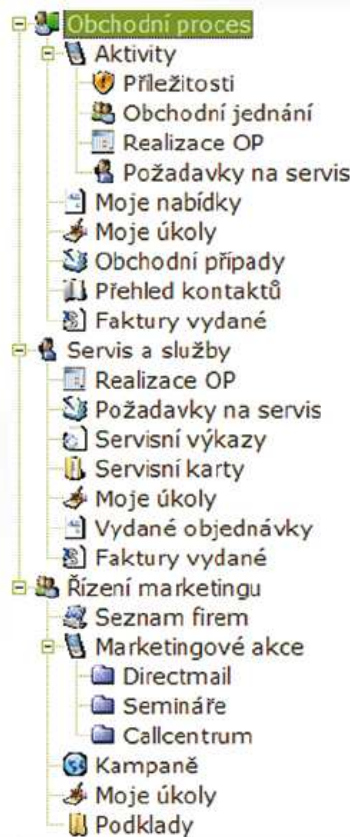 Obchodní proces
Aktivity
Příležitosti
Obchodní jednání
Realizace OP
Požadavky na servis
Moje nabídky
Moje úkoly
Obchodní případy
Přehled kontaktů
Faktury vydané
Servis a služby
Realizace OP
Požadavky na servis
Servisní výkazy
Servisní karty
Moje úkoly
Vydané objednávky
Faktury vydané
Řízení marketingu
Seznam firem
Marketingové akce
Directmail
Semináře
Callcentrum
Kampaně
Moje úkoly
Podklady